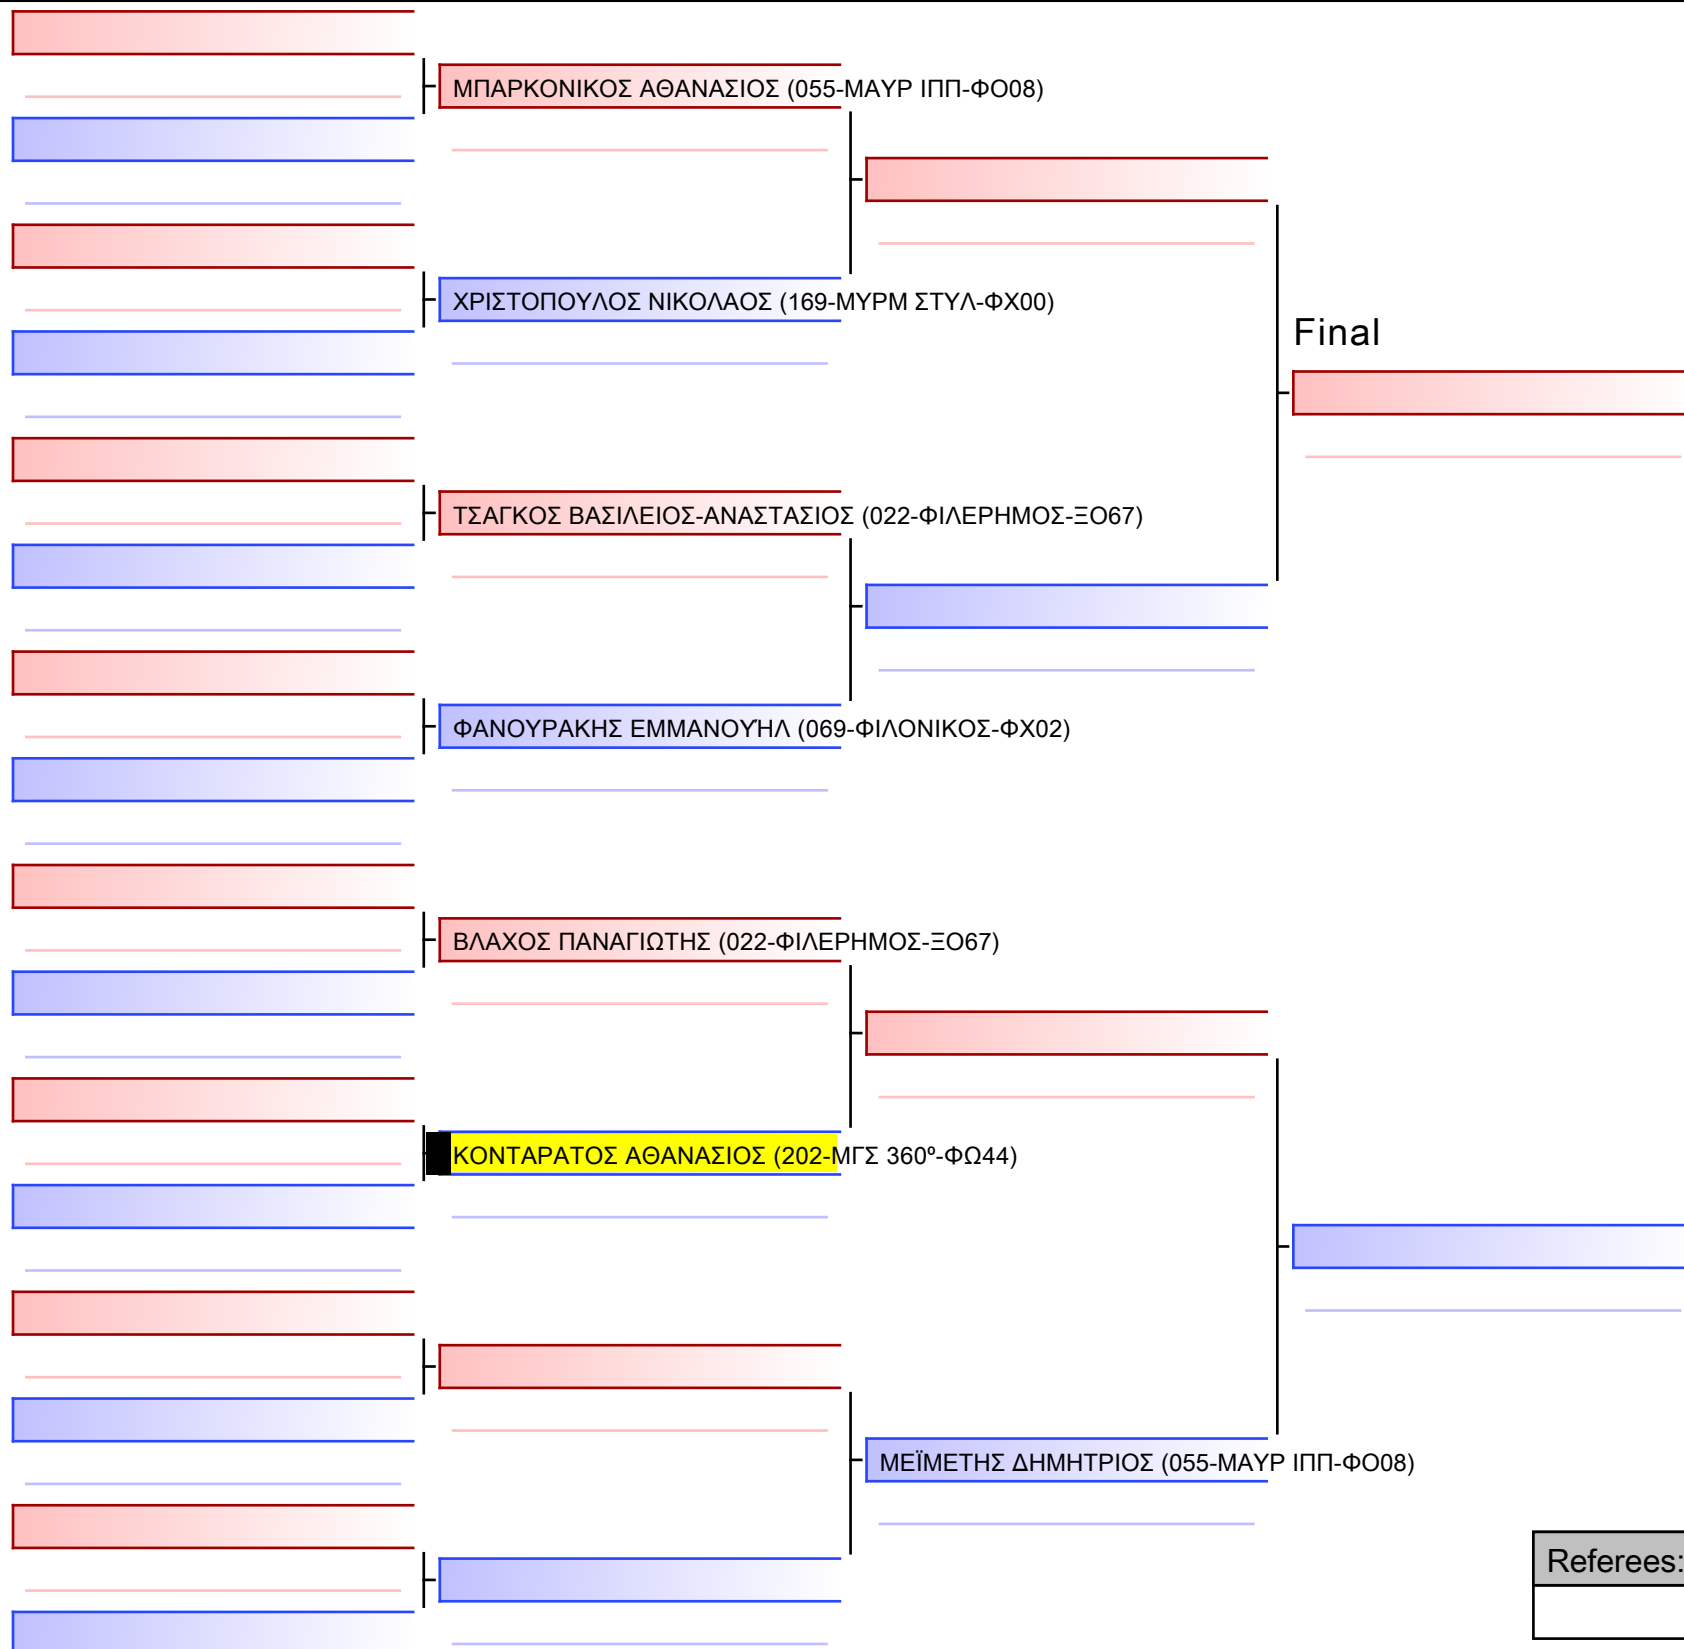 ΜΠΑΡΚΟΝΙΚΟΣ ΑΘΑΝΑΣΙΟΣ (055-ΜΑΥΡ ΙΠΠ-ΦΟ08)
ΧΡΙΣΤΟΠΟΥΛΟΣ ΝΙΚΟΛΑΟΣ (169-ΜΥΡΜ ΣΤΥΛ-ΦΧ00)
Final
ΤΣΑΓΚΟΣ ΒΑΣΙΛΕΙΟΣ-ΑΝΑΣΤΑΣΙΟΣ (022-ΦΙΛΕΡΗΜΟΣ-ΞΟ67)
ΦΑΝΟΥΡΑΚΗΣ ΕΜΜΑΝΟΥΉΛ (069-ΦΙΛΟΝΙΚΟΣ-ΦΧ02)
ΒΛΑΧΟΣ ΠΑΝΑΓΙΩΤΗΣ (022-ΦΙΛΕΡΗΜΟΣ-ΞΟ67)
ΚΟΝΤΑΡΑΤΟΣ ΑΘΑΝΑΣΙΟΣ (202-ΜΓΣ 360º-ΦΩ44)
ΜΕΪΜΕΤΗΣ ΔΗΜΗΤΡΙΟΣ (055-ΜΑΥΡ ΙΠΠ-ΦΟ08)
Referees: